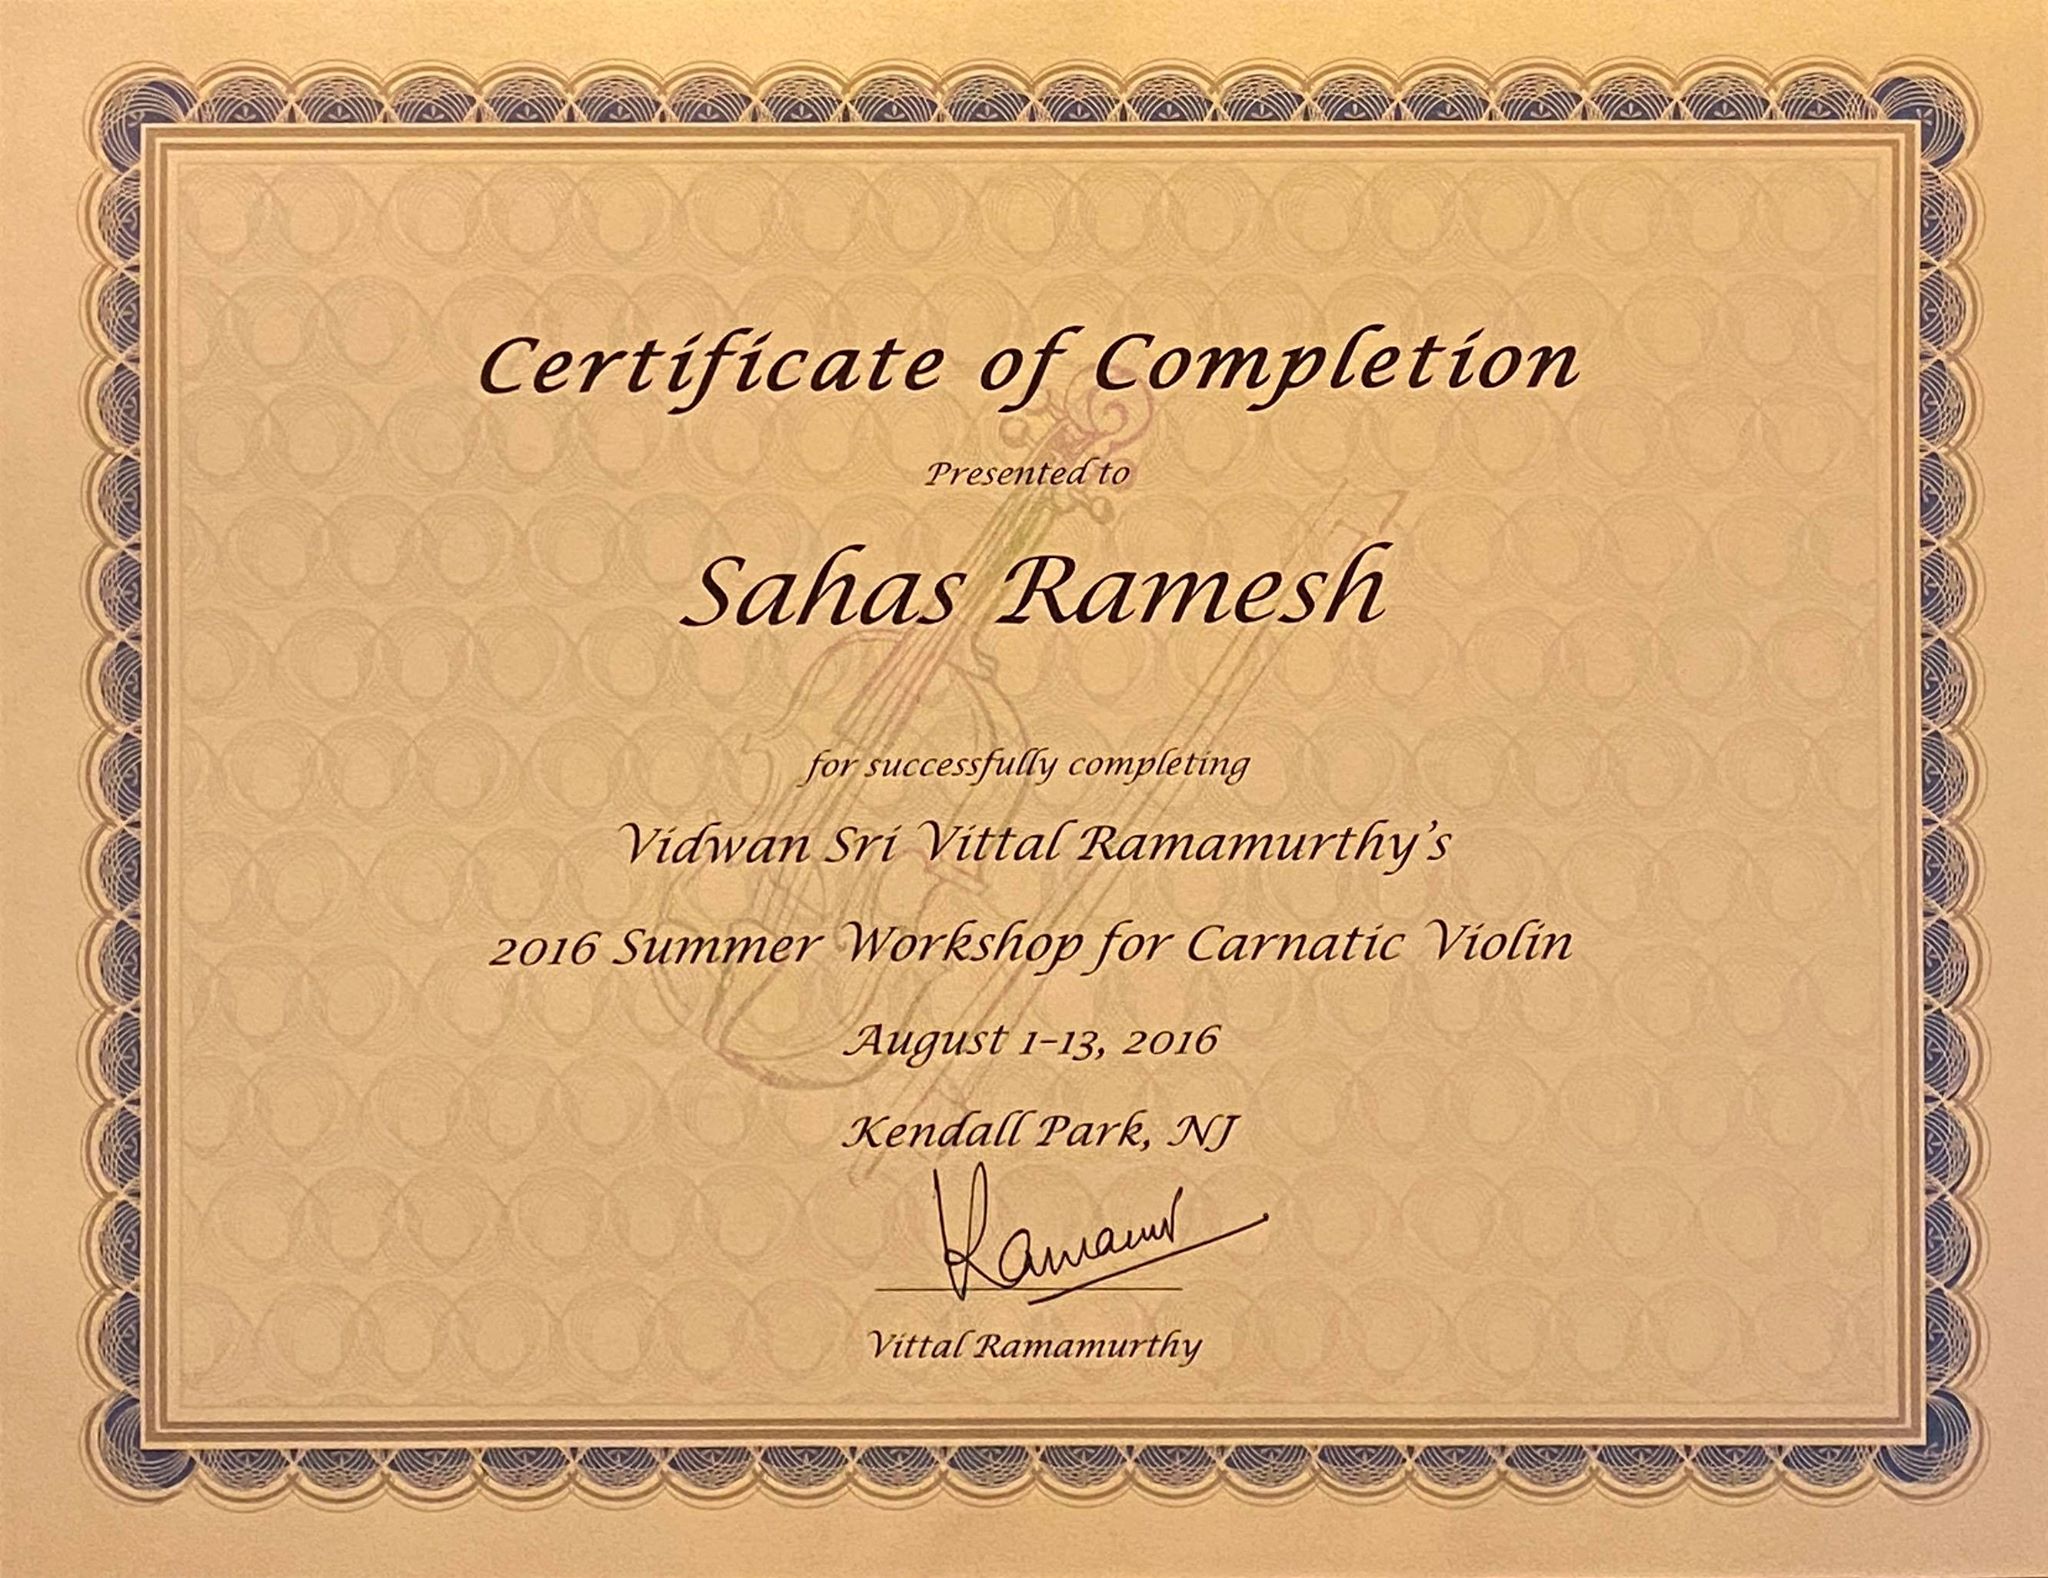 Certificate of Completion
Presented to
Sahas Ramesh
for successfully completing
Vidwan Sri Vittal Ramamurthy's
2016 Summer Workshop for Carnatic Violin
August 1-13, 2016
Kendall Park, NJ
Vittal Ramamurthy